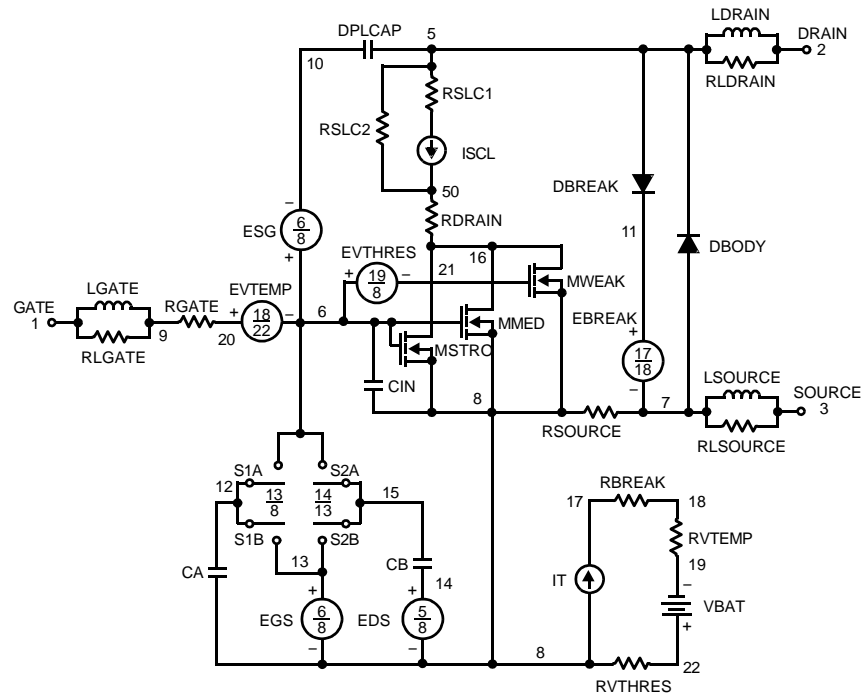 LDRAIN
DPLCAP 5 DRAIN
10 2
RLDRAIN
RSLC1
RSLC2
ISCL
DBREAK
50
RDRAIN
ESG 6/8
11
DBODY
EVTHRES
16
21
19/8
MWEAK
LGATE
EVTEMP
RGATE
GATE
6
18/22
MMED
EBREAK
1
9
20
MSTRO
17/18
RLGATE
LSOURCE
CIN
8
7
SOURCE
3
RSOURCE
RLSOURCE
S1A S2A
12
13/8
14/13
15
RBREAK
17 18
S1B S2B
RVTEMP
13
CB
19
CA
14
IT
VBAT
EGS 6/8
EDS 5/8
8
22
RVTHRES
+ − + − + − + − + − + − + − − +